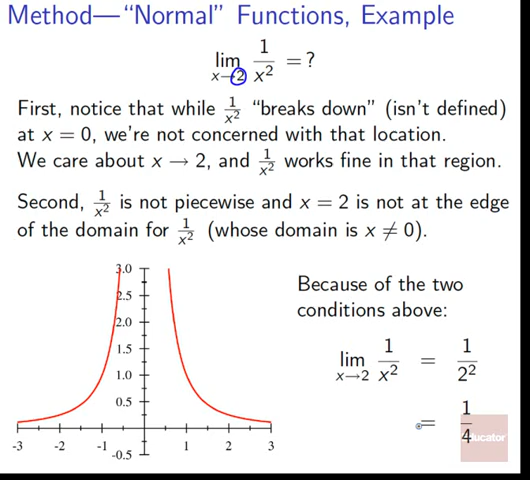 Method—“Normal” Functions, Example
lim x→2 1/x² = ?
First, notice that while 1/x² “breaks down” (isn’t defined)
at x = 0, we’re not concerned with that location.
We care about x → 2, and 1/x² works fine in that region.
Second, 1/x² is not piecewise and x = 2 is not at the edge
of the domain for 1/x² (whose domain is x ≠ 0).
3.0
2.5
2.0
1.5
1.0
0.5
-3 -2 -1 1 2 3
-0.5
Because of the two
conditions above:
lim x→2 1/x² = 1/2²
= 1/4
ucator